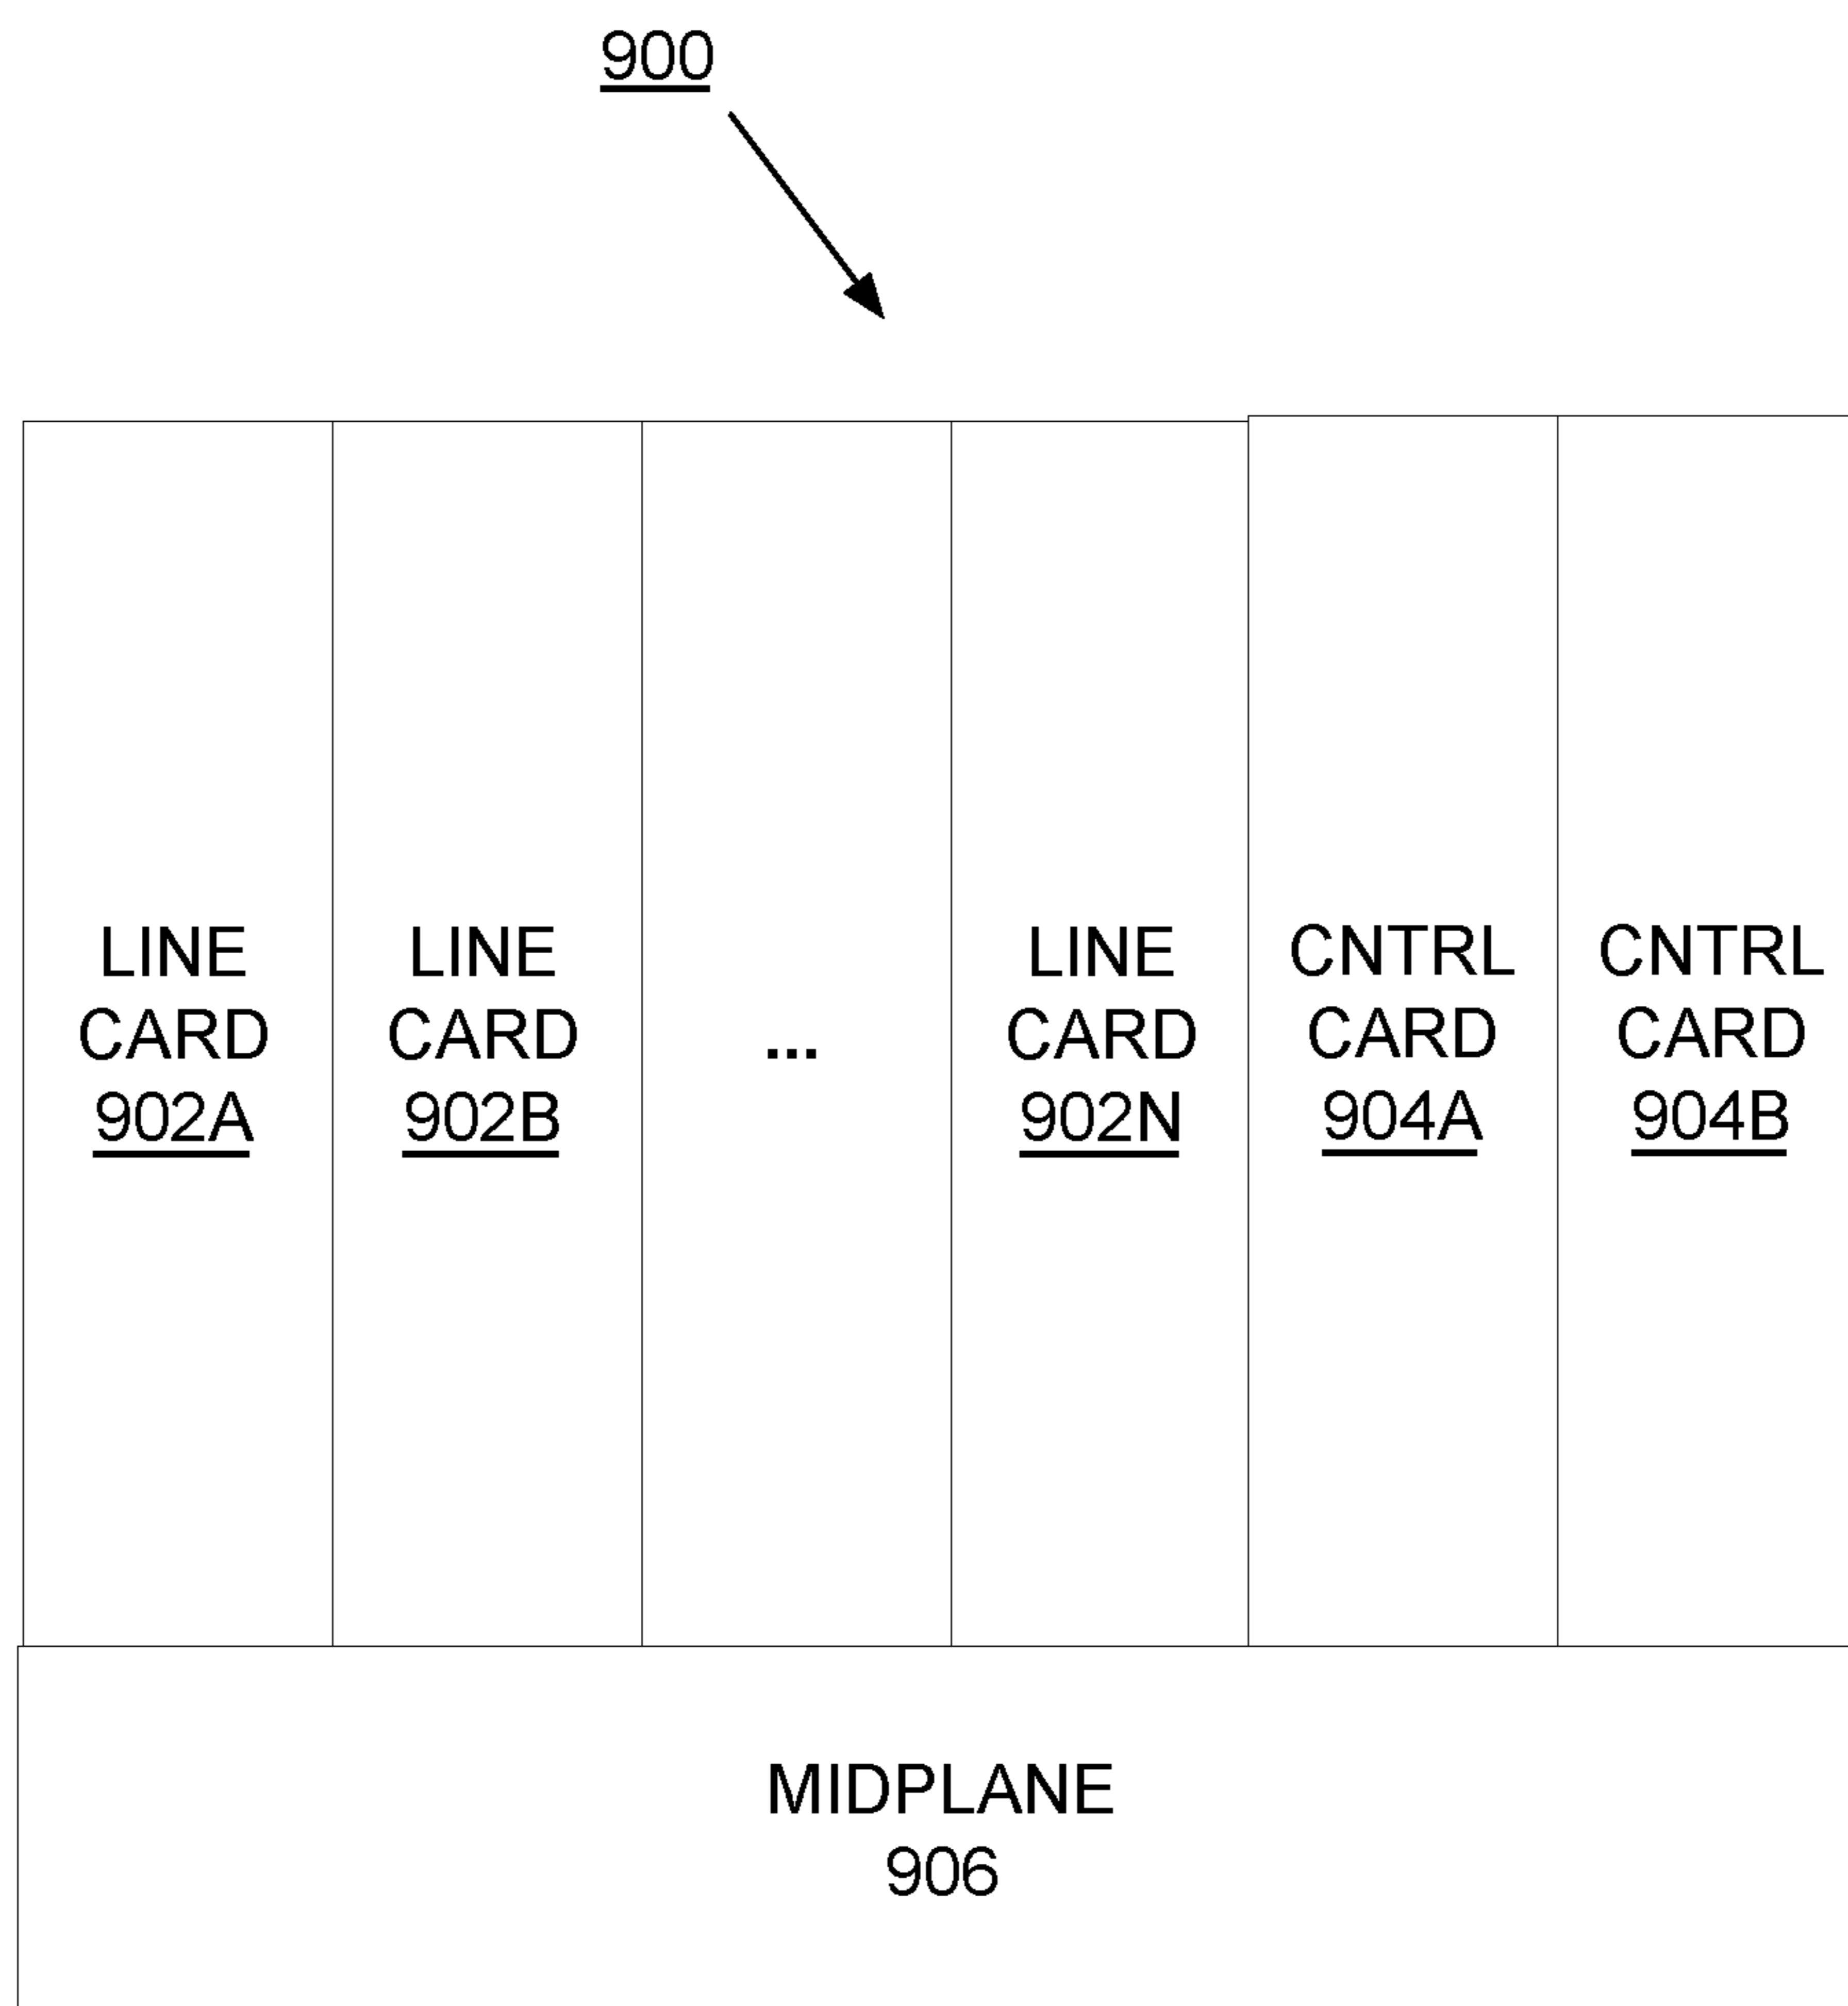 900
LINE
CARD
902A
LINE
CARD
902B
...
LINE
CARD
902N
CNTRL
CARD
904A
CNTRL
CARD
904B
MIDPLANE
906